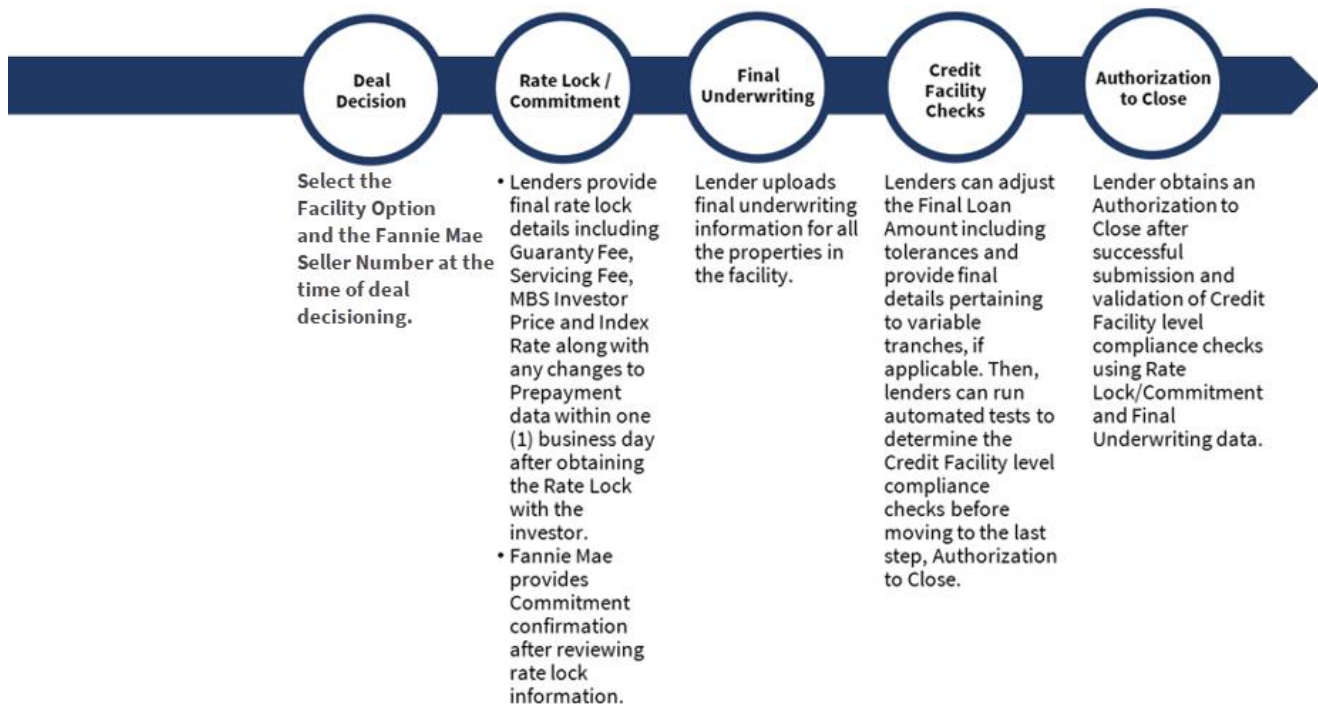 Deal
Decision
Rate Lock /
Commitment
Final
Underwriting
Credit
Facility
Checks
Authorization
to Close
Select the
Facility Option
and the Fannie Mae
Seller Number at the
time of deal
decisioning.
• Lenders provide
final rate lock
details including
Guaranty Fee,
Servicing Fee,
MBS Investor
Price and Index
Rate along with
any changes to
Prepayment
data within one
(1) business day
after obtaining
the Rate Lock
with the
investor.
• Fannie Mae
provides
Commitment
confirmation
after reviewing
rate lock
information.
Lender uploads
final underwriting
information for all
the properties in
the facility.
Lenders can adjust
the Final Loan
Amount including
tolerances and
provide final
details pertaining
to variable
tranches, if
applicable. Then,
lenders can run
automated tests to
determine the
Credit Facility level
compliance
checks before
moving to the last
step, Authorization
to Close.
Lender obtains an
Authorization to
Close after
successful
submission and
validation of Credit
Facility level
compliance checks
using Rate
Lock/Commitment
and Final
Underwriting data.